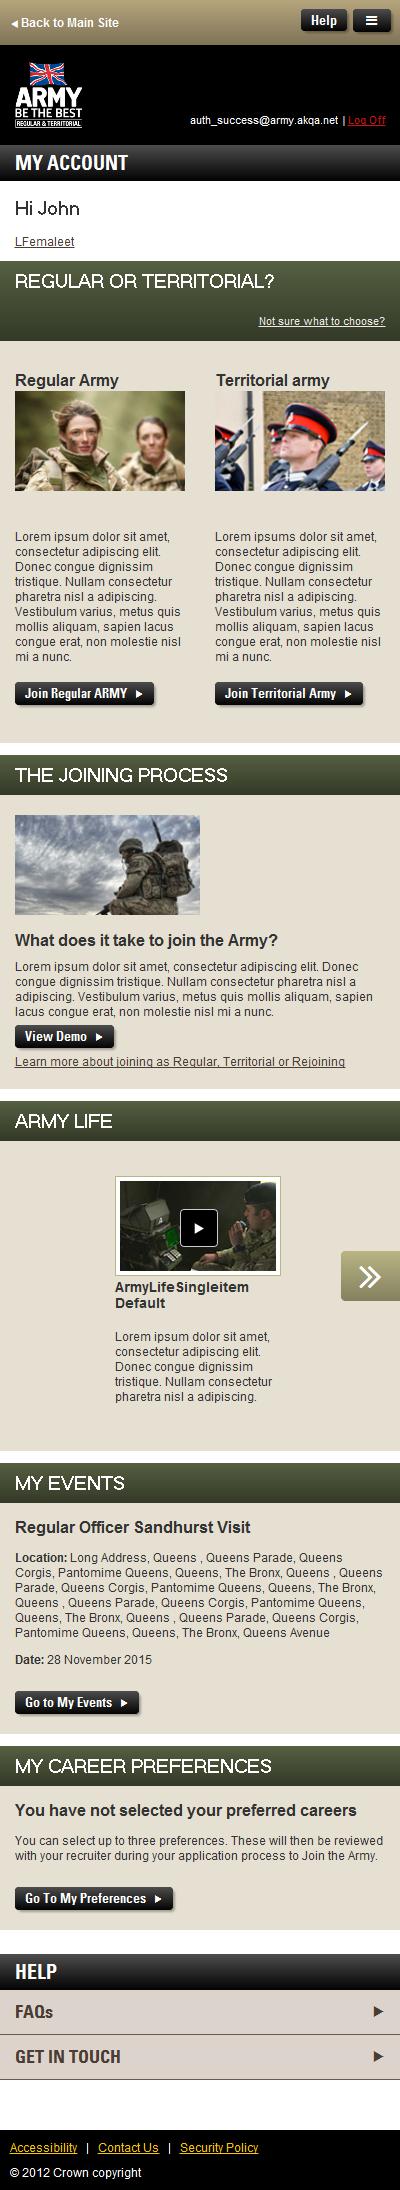 Back to Main Site
Help
ARMY
BE THE BEST
REGULAR & TERRITORIAL
auth_success@army.akqa.net | Log Off
MY ACCOUNT
Hi John
LFemaleet
REGULAR OR TERRITORIAL?
Not sure what to choose?
Regular Army
Lorem ipsum dolor sit amet,
consectetur adipiscing elit.
Donec congue dignissim
tristique. Nullam consectetur
pharetra nisl a adipiscing.
Vestibulum varius, metus quis
mollis aliquam, sapien lacus
congue erat, non molestie nisl
mi a nunc.
Join Regular ARMY
Territorial army
Lorem ipsums dolor sit amet,
consectetur adipiscing elit.
Donec congue dignissim
tristique. Nullam consectetur
pharetra nisl a adipiscing.
Vestibulum varius, metus quis
mollis aliquam, sapien lacus
congue erat, non molestie nisl
mi a nunc.
Join Territorial Army
THE JOINING PROCESS
What does it take to join the Army?
Lorem ipsum dolor sit amet, consectetur adipiscing elit. Donec
congue dignissim tristique. Nullam consectetur pharetra nisl a
adipiscing. Vestibulum varius, metus quis mollis aliquam, sapien
lacus congue erat, non molestie nisl mi a nunc.
View Demo
Learn more about joining as Regular, Territorial or Rejoining
ARMY LIFE
ArmyLifeSingleitem
Default
Lorem ipsum dolor sit amet,
consectetur adipiscing elit.
Donec congue dignissim
tristique. Nullam consectetur
pharetra nisl a adipiscing.
MY EVENTS
Regular Officer Sandhurst Visit
Location: Long Address, Queens , Queens Parade, Queens
Corgis, Pantomime Queens, Queens, The Bronx, Queens , Queens
Parade, Queens Corgis, Pantomime Queens, Queens, The Bronx,
Queens , Queens Parade, Queens Corgis, Pantomime Queens,
Queens, The Bronx, Queens , Queens Parade, Queens Corgis,
Pantomime Queens, Queens, The Bronx, Queens Avenue
Date: 28 November 2015
Go to My Events
MY CAREER PREFERENCES
You have not selected your preferred careers
You can select up to three preferences. These will then be reviewed
with your recruiter during your application process to Join the Army.
Go To My Preferences
HELP
FAQs
GET IN TOUCH
Accessibility | Contact Us | Security Policy
© 2012 Crown copyright